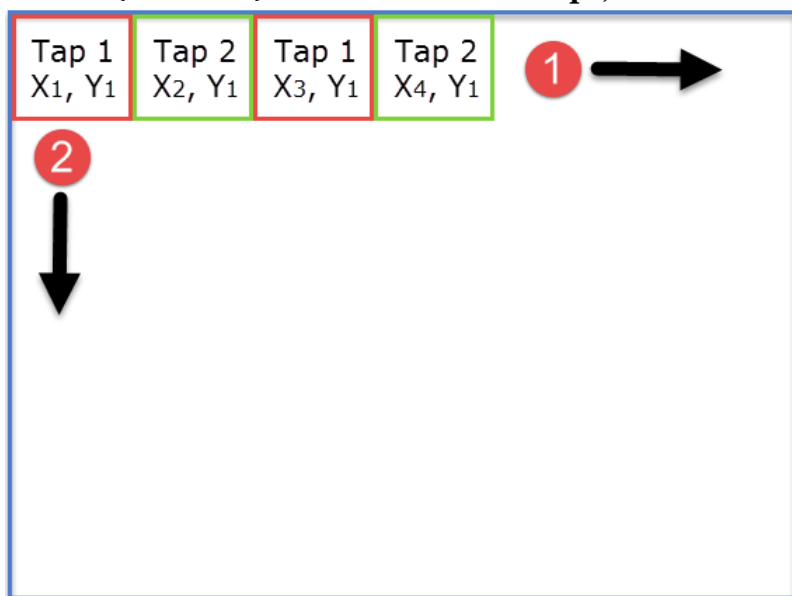 Tap 1 Tap 2 Tap 1 Tap 2
X1, Y1 X2, Y1 X3, Y1 X4, Y1
1
2